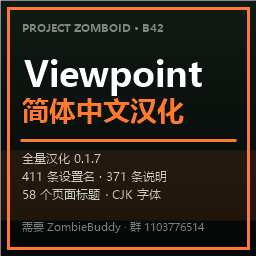 PROJECT ZOMBOID • B42
Viewpoint
简体中文汉化
全量汉化 0.1.7
411 条设置名 · 371 条说明
58 个页面标题 · CJK 字体
需要 ZombieBuddy · 群 1103776514